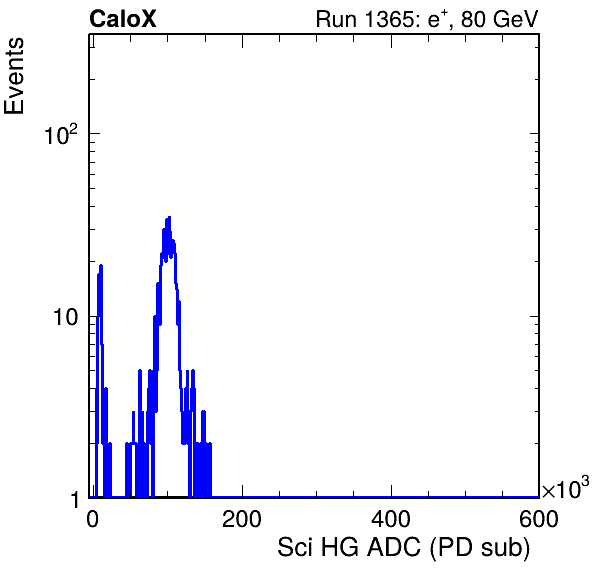 CaloX Run 1365: e⁺, 80 GeV
Events
10²
10
1
0 200 400 600
×10³
Sci HG ADC (PD sub)